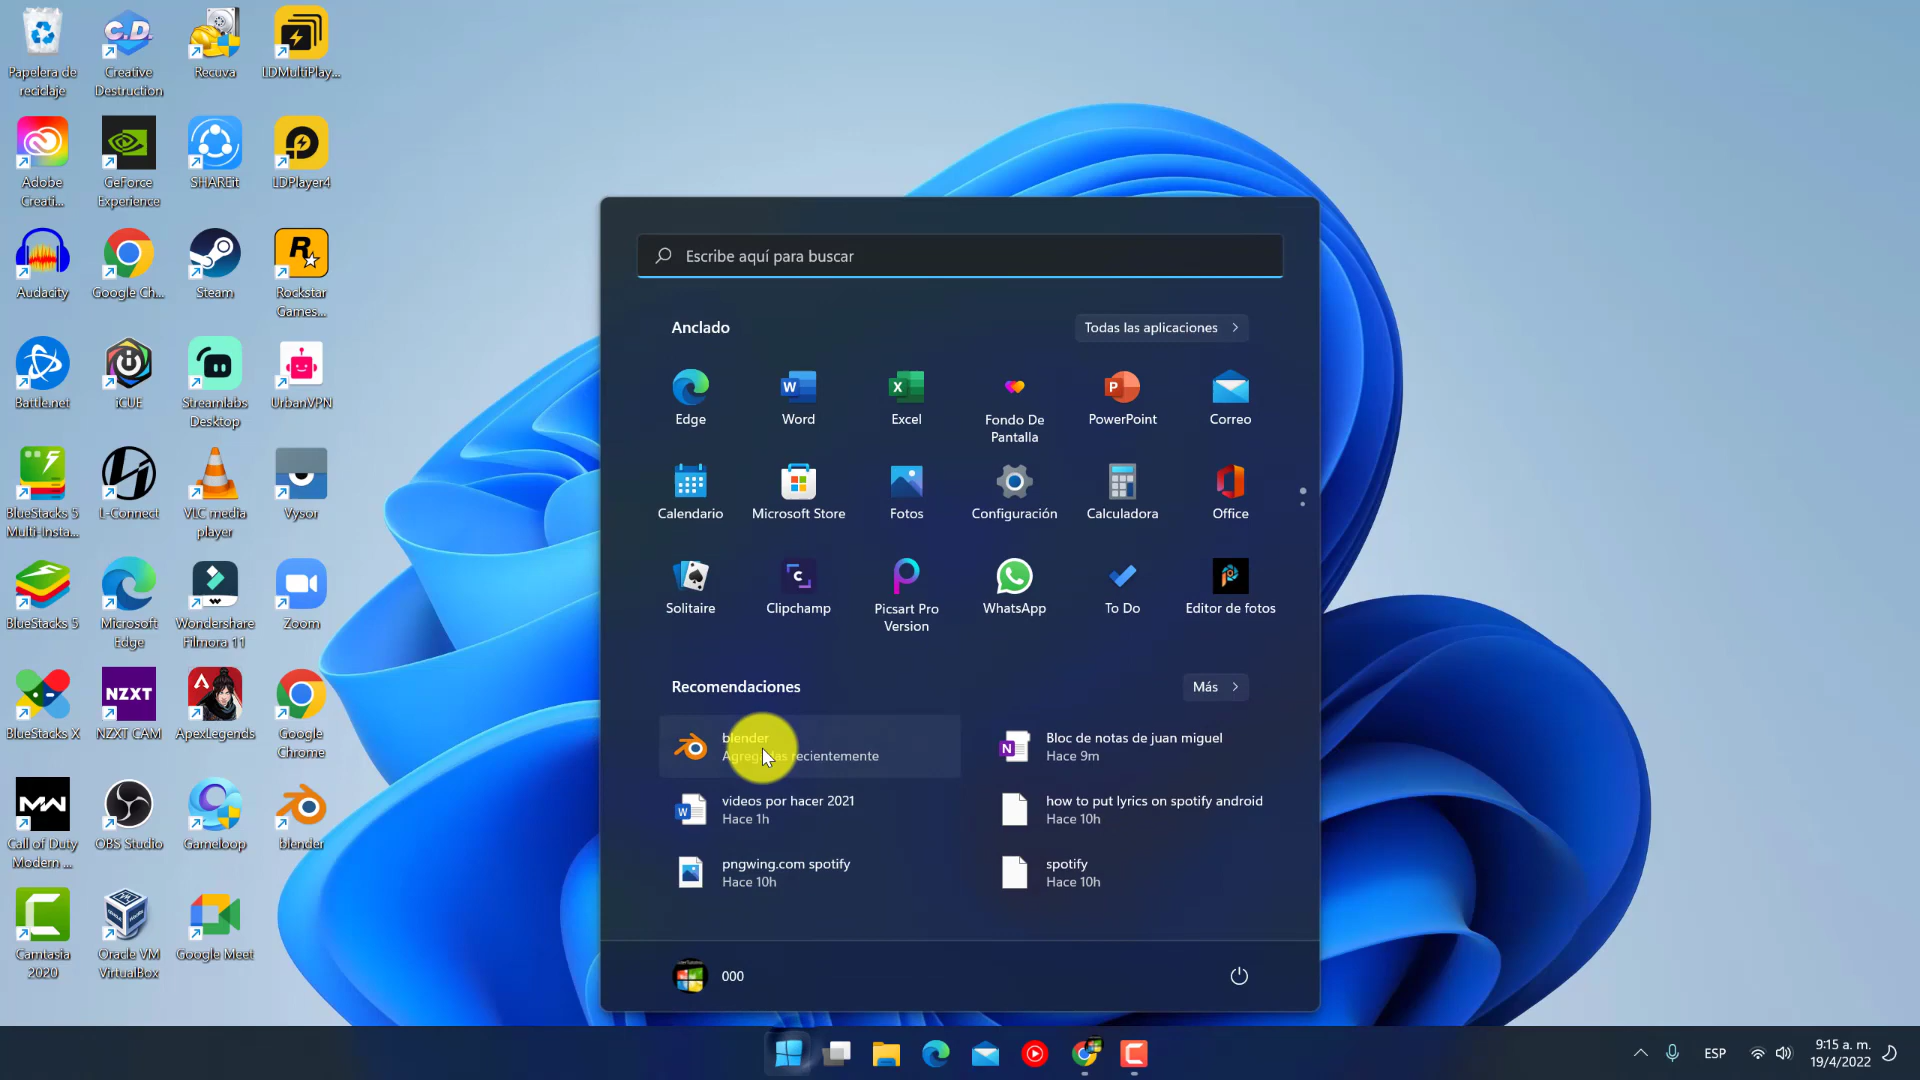 Papelera de
reciclaje
Creative
Destruction
Recuva
LDMultiPlay...
Adobe
Creati...
GeForce
Experience
SHAREit
LDPlayer4
Audacity
Google Ch...
Steam
Rockstar
Games...
Battle.net
iCUE
Streamlabs
Desktop
UrbanVPN
BlueStacks 5
Multi-Insta...
L-Connect
VLC media
player
Vysor
BlueStacks 5
Microsoft
Edge
Wondershare
Filmora 11
Zoom
BlueStacks X
NZXT
NZXT CAM
ApexLegends
Google
Chrome
Call of Duty
Modern ...
OBS Studio
Gameloop
blender
Camtasia
2020
Oracle VM
VirtualBox
Google Meet
Escribe aquí para buscar
Anclado
Todas las aplicaciones
Edge
Word
Excel
Fondo De
Pantalla
PowerPoint
Correo
Calendario
Microsoft Store
Fotos
Configuración
Calculadora
Office
Solitaire
Clipchamp
Picsart Pro
Version
WhatsApp
To Do
Editor de fotos
Recomendaciones
Más
blender
Agregadas recientemente
Bloc de notas de juan miguel
Hace 9m
videos por hacer 2021
Hace 1h
how to put lyrics on spotify android
Hace 10h
pngwing.com spotify
Hace 10h
spotify
Hace 10h
000
ESP
9:15 a. m.
19/4/2022